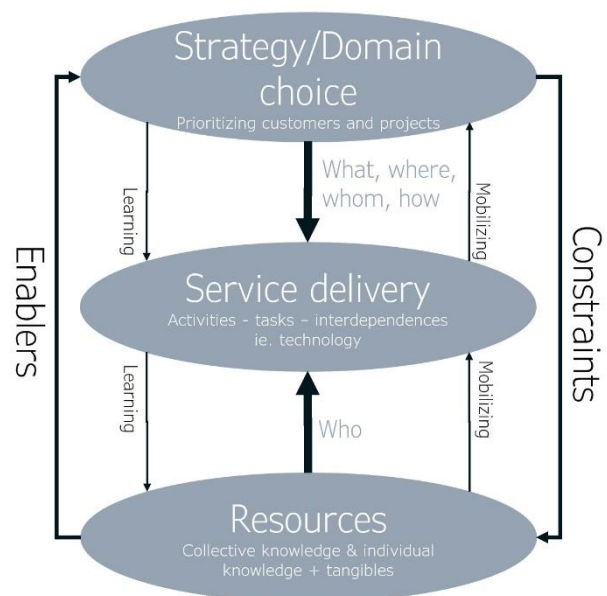 Strategy/Domain
choice
Prioritizing customers and projects
What, where,
whom, how
Learning
Mobilizing
Enablers
Constraints
Service delivery
Activities - tasks – interdependences
ie. technology
Learning
Mobilizing
Who
Resources
Collective knowledge & individual
knowledge + tangibles